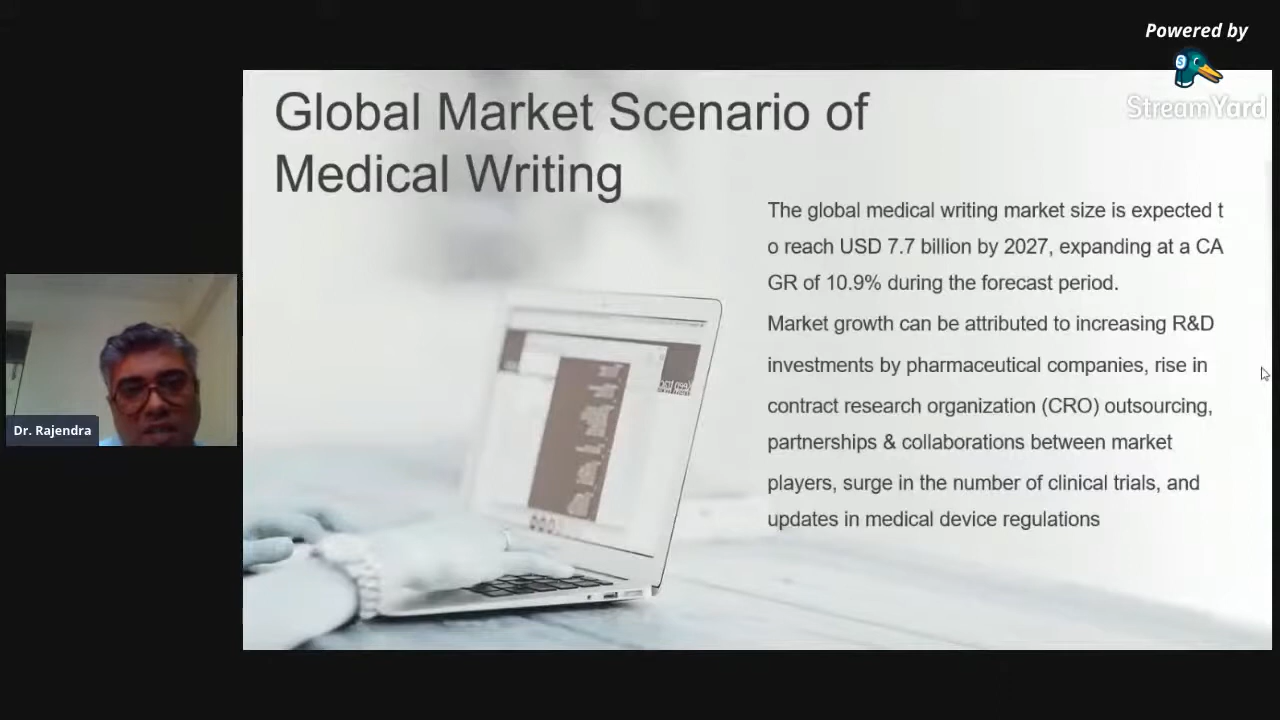 Powered by
StreamYard
Global Market Scenario of
Medical Writing
The global medical writing market size is expected t
o reach USD 7.7 billion by 2027, expanding at a CA
GR of 10.9% during the forecast period.
Market growth can be attributed to increasing R&D
investments by pharmaceutical companies, rise in
contract research organization (CRO) outsourcing,
partnerships & collaborations between market
players, surge in the number of clinical trials, and
updates in medical device regulations
Dr. Rajendra